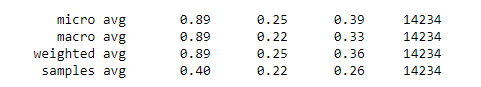 micro avg 0.89 0.25 0.39 14234
macro avg 0.89 0.22 0.33 14234
weighted avg 0.89 0.25 0.36 14234
samples avg 0.40 0.22 0.26 14234